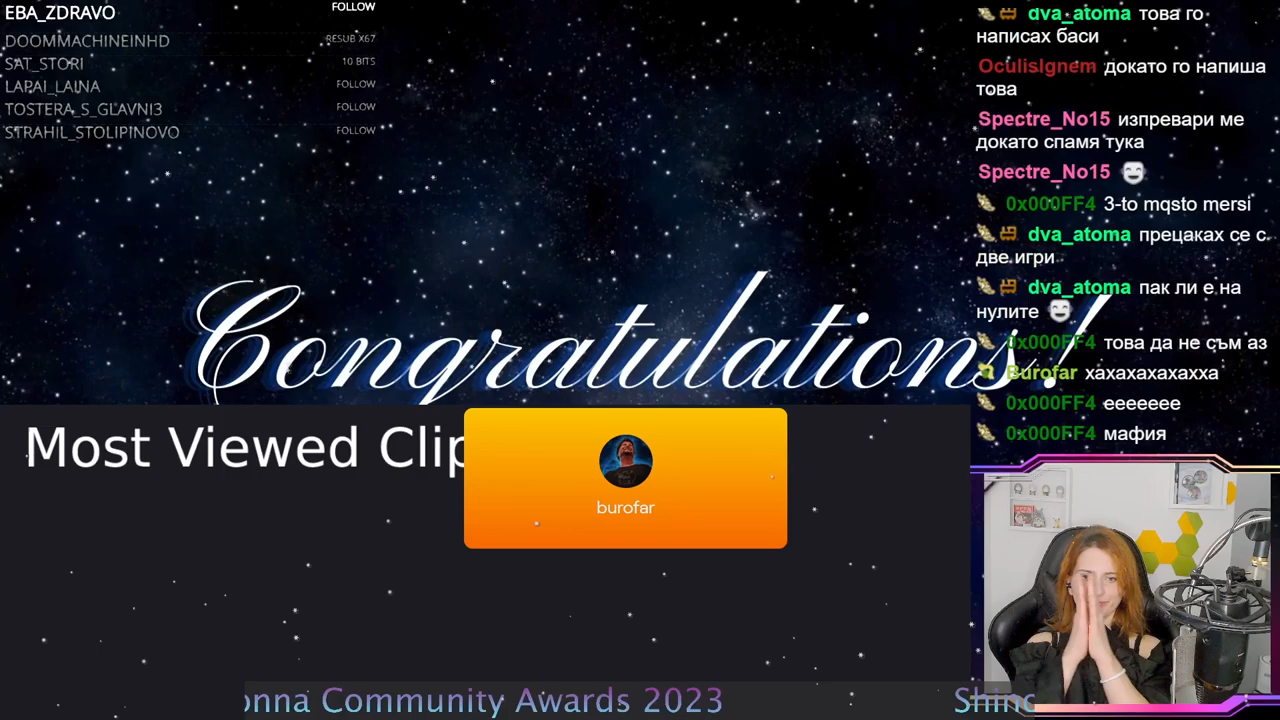 EBA_ZDRAVO FOLLOW
DOOMMACHINEINHD RESUB X67
SAT_STORI 10 BITS
LAPAI_LAINA FOLLOW
TOSTERA_S_GLAVNI3 FOLLOW
STRAHIL_STOLIPINOVO FOLLOW
Congratulations!
Most Viewed Clip
burofar
onna Community Awards 2023
Shino
dva_atoma това го
написах баси
OculisIgnem докато го напиша
това
Spectre_No15 изпревари ме
докато спамя тука
Spectre_No15
0x000FF4 3-to mqsto mersi
dva_atoma прецаках се с
две игри
dva_atoma пак ли е на
нулите
0x000FF4 това да не съм аз
Burofar хахахахахахха
0x000FF4 еееееее
0x000FF4 мафия